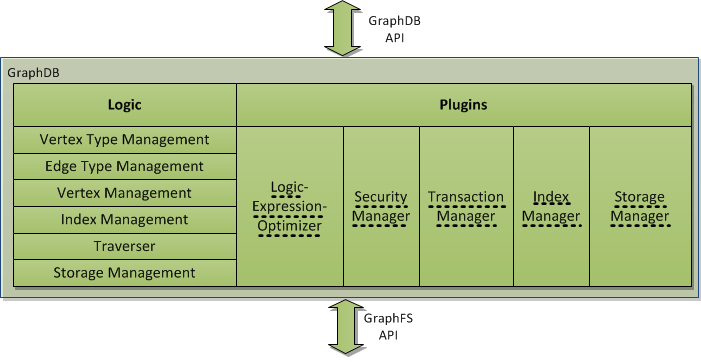 GraphDB
API
GraphDB
Logic
Plugins
Vertex Type Management
Edge Type Management
Vertex Management
Index Management
Traverser
Storage Management
Logic-
Expression-
Optimizer
Security
Manager
Transaction
Manager
Index
Manager
Storage
Manager
GraphFS
API